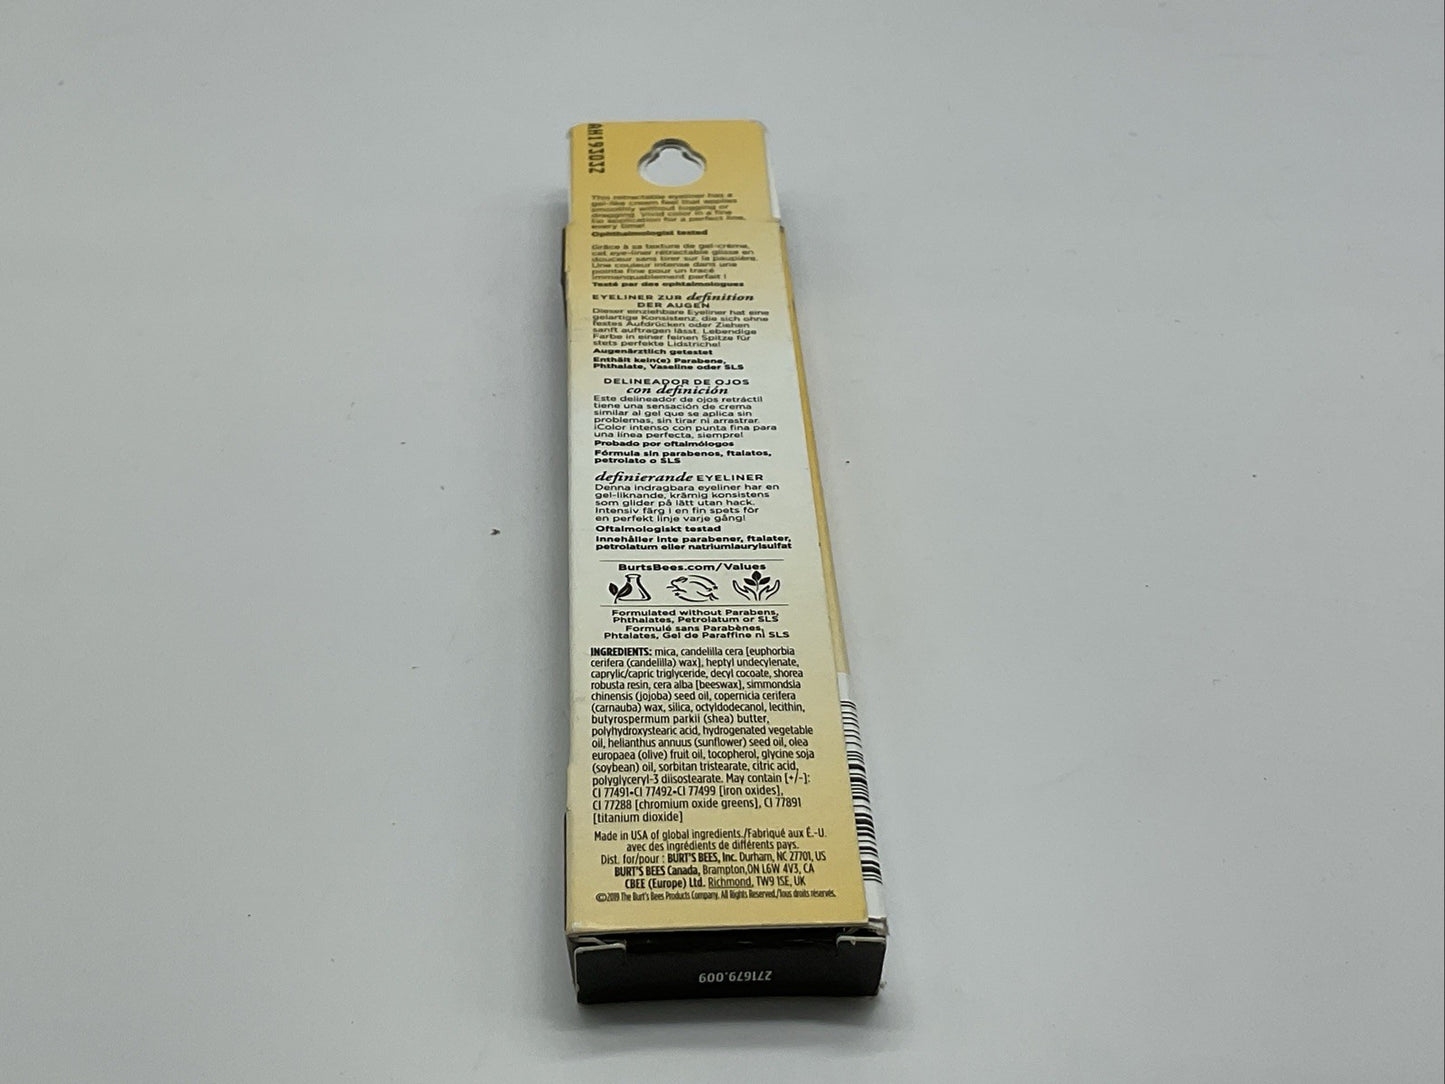 AH193032
This retractable eyeliner has a
gel-like cream feel that applies
smoothly without tugging or
dragging. Vivid color in a fine
tip application for a perfect line,
every time!
Ophthalmologist tested
Grâce à sa texture de gel-crème,
cet eye-liner rétractable glisse en
douceur sans tirer sur la paupière.
Une couleur intense dans une
pointe fine pour un tracé
immanquablement parfait !
Testé par des ophtalmologues
EYELINER ZUR definition
DER AUGEN
Dieser einziehbare Eyeliner hat eine
gelartige Konsistenz, die sich ohne
festes Aufdrücken oder Ziehen
sanft auftragen lässt. Lebendige
Farbe in einer feinen Spitze für
stets perfekte Lidstriche!
Augenärztlich getestet
Enthält kein(e) Parabene,
Phthalate, Vaseline oder SLS
DELINEADOR DE OJOS
con definición
Este delineador de ojos retráctil
tiene una sensación de crema
similar al gel que se aplica sin
problemas, sin tirar ni arrastrar.
¡Color intenso con punta fina para
una línea perfecta, siempre!
Probado por oftalmólogos
Fórmula sin parabenos, ftalatos,
petrolato o SLS
definierande EYELINER
Denna indragbara eyeliner har en
gel-liknande, krämig konsistens
som glider på lätt utan hack.
Intensiv färg i en fin spets för
en perfekt linje varje gång!
Oftalmologiskt testad
Innehåller inte parabener, ftalater,
petrolatum eller natriumlaurylsulfat
BurtsBees.com/Values
Formulated without Parabens,
Phthalates, Petrolatum or SLS
Formulé sans Parabènes,
Phtalates, Gel de Paraffine ni SLS
INGREDIENTS: mica, candelilla cera [euphorbia
cerifera (candelilla) wax], heptyl undecylenate,
caprylic/capric triglyceride, decyl cocoate, shorea
robusta resin, cera alba [beeswax], simmondsia
chinensis (jojoba) seed oil, copernicia cerifera
(carnauba) wax, silica, octyldodecanol, lecithin,
butyrospermum parkii (shea) butter,
polyhydroxystearic acid, hydrogenated vegetable
oil, helianthus annuus (sunflower) seed oil, olea
europaea (olive) fruit oil, tocopherol, glycine soja
(soybean) oil, sorbitan tristearate, citric acid,
polyglyceryl-3 diisostearate. May contain [+/-]:
CI 77491•CI 77492•CI 77499 [iron oxides],
CI 77288 [chromium oxide greens], CI 77891
[titanium dioxide]
Made in USA of global ingredients./Fabriqué aux É.-U.
avec des ingrédients de différents pays.
Dist. for/pour : BURT'S BEES, Inc. Durham, NC 27701, US
BURT'S BEES Canada, Brampton,ON L6W 4V3, CA
CBEE (Europe) Ltd. Richmond, TW9 1SE, UK
©2019 The Burt's Bees Products Company. All Rights Reserved./Tous droits réservés.
271679.009